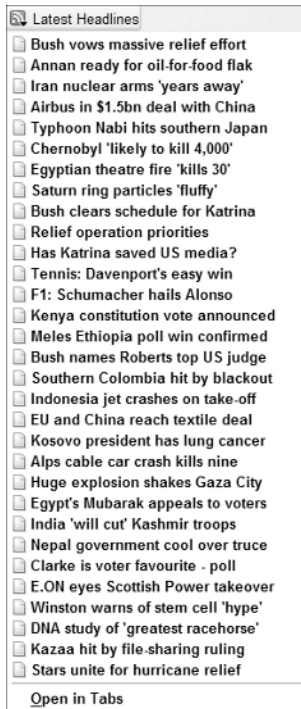 Latest Headlines
Bush vows massive relief effort
Annan ready for oil-for-food flak
Iran nuclear arms 'years away'
Airbus in $1.5bn deal with China
Typhoon Nabi hits southern Japan
Chernobyl 'likely to kill 4,000'
Egyptian theatre fire 'kills 30'
Saturn ring particles 'fluffy'
Bush clears schedule for Katrina
Relief operation priorities
Has Katrina saved US media?
Tennis: Davenport's easy win
F1: Schumacher hails Alonso
Kenya constitution vote announced
Meles Ethiopia poll win confirmed
Bush names Roberts top US judge
Southern Colombia hit by blackout
Indonesia jet crashes on take-off
EU and China reach textile deal
Kosovo president has lung cancer
Alps cable car crash kills nine
Huge explosion shakes Gaza City
Egypt's Mubarak appeals to voters
India 'will cut' Kashmir troops
Nepal government cool over truce
Clarke is voter favourite - poll
E.ON eyes Scottish Power takeover
Winston warns of stem cell 'hype'
DNA study of 'greatest racehorse'
Kazaa hit by file-sharing ruling
Stars unite for hurricane relief
Open in Tabs